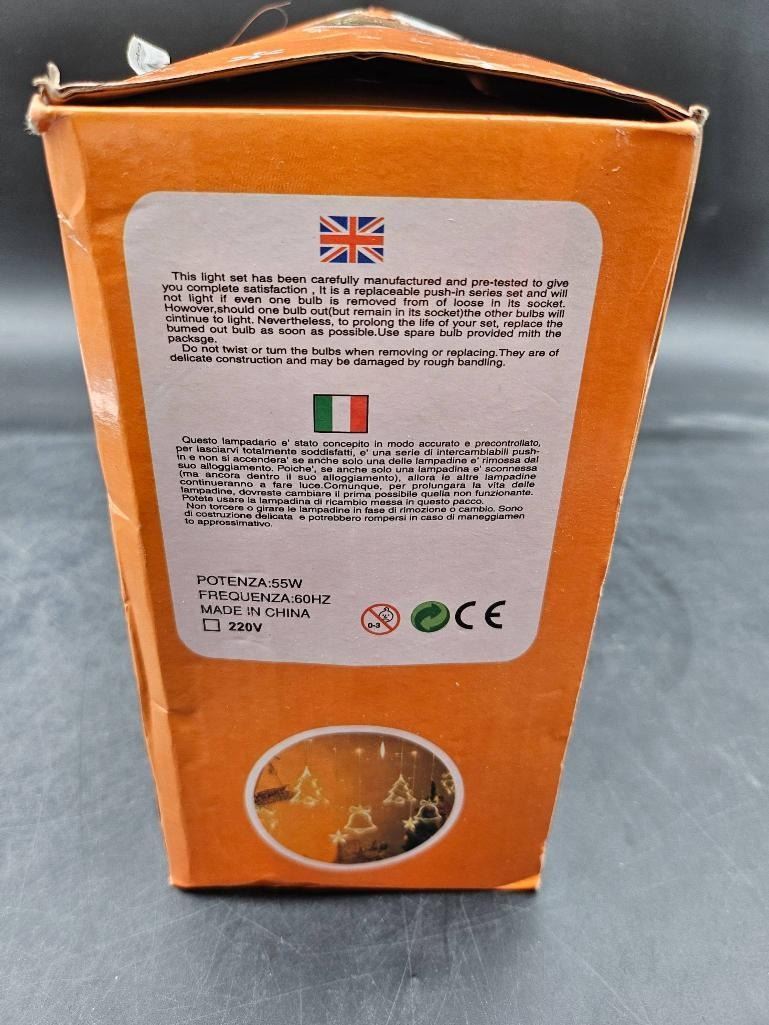 This light set has been carefully manufactured and pre-tested to give
you complete satisfaction , It is a replaceable push-in series set and will
not light if even one bulb is removed from of loose in its socket.
Howover,should one bulb out(but remain in its socket)the other bulbs will
cintinue to light. Nevertheless, to prolong the life of your set, replace the
bumed out bulb as soon as possible.Use spare bulb provided mith the
packsge.
Do not twist or tum the bulbs when removing or replacing.They are of
delicate construction and may be damaged by rough bandling.
Questo lampadario e' stato concepito in modo accurato e precontrollato,
per lasciarvi totalmente soddisfatti, e' una serie di intercambiabili push-
in e non si accendera' se anche solo una delle lampadine e' rimossa dal
suo alloggiamento. Poiche', se anche solo una lampadina e' sconnessa
(ma ancora dentro il suo alloggiamento), allora le altre lampadine
continueranno a fare luce.Comunque, per prolungara la vita delle
lampadine, dovreste cambiare il prima possibile quella non funzionante.
Potete usare la lampadina di ricambio messa in questo pacco.
Non torcere o girare le lampadine in fase di rimozione o cambio. Sono
di costruzione delicata e potrebbero rompersi in caso di maneggiamen
to approssimativo.
POTENZA:55W
FREQUENZA:60HZ
MADE IN CHINA
220V
0-3
CE